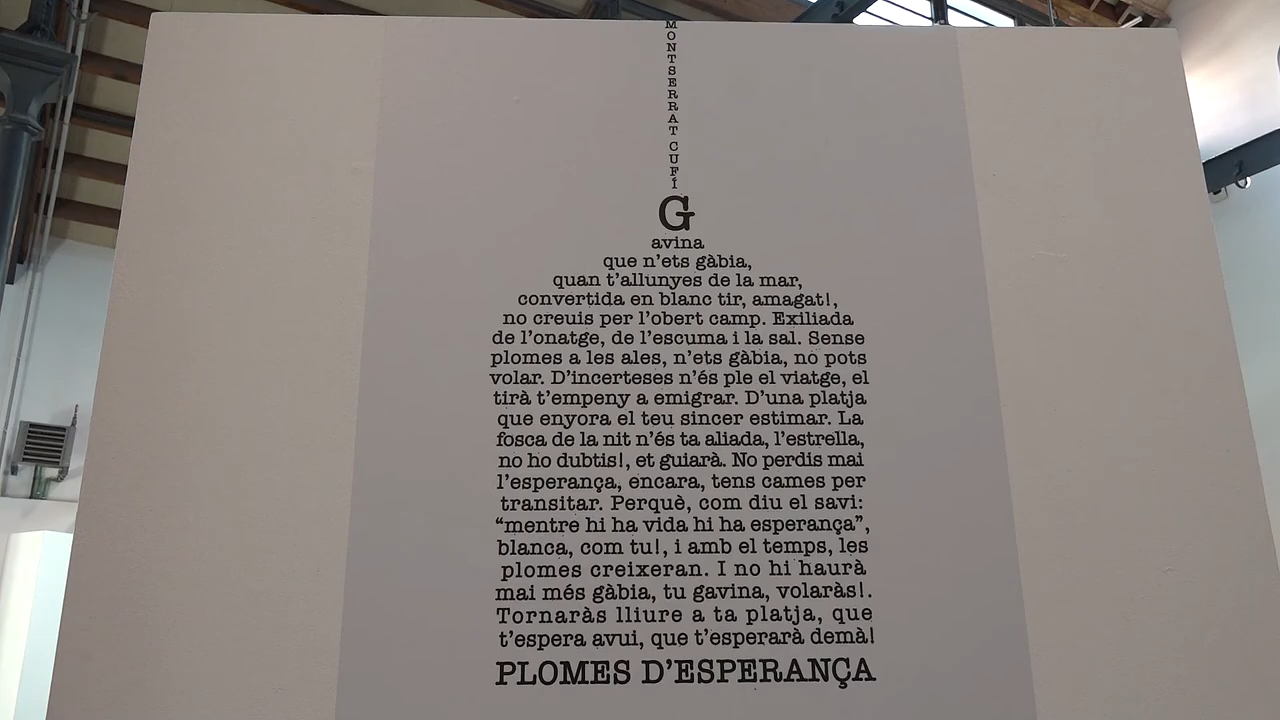 MONTSERRAT CUFÍ
G
avina
que n'ets gàbia,
quan t'allunyes de la mar,
convertida en blanc tir, amagat!,
no creuis per l'obert camp. Exiliada
de l'onatge, de l'escuma i la sal. Sense
plomes a les ales, n'ets gàbia, no pots
volar. D'incerteses n'és ple el viatge, el
tirà t'empeny a emigrar. D'una platja
que enyora el teu sincer estimar. La
fosca de la nit n'és ta aliada, l'estrella,
no ho dubtis!, et guiarà. No perdis mai
l'esperança, encara, tens cames per
transitar. Perquè, com diu el savi:
“mentre hi ha vida hi ha esperança”,
blanca, com tu!, i amb el temps, les
plomes creixeran. I no hi haurà
mai més gàbia, tu gavina, volaràs!.
Tornaràs lliure a ta platja, que
t'espera avui, que t'esperarà demà!
PLOMES D'ESPERANÇA